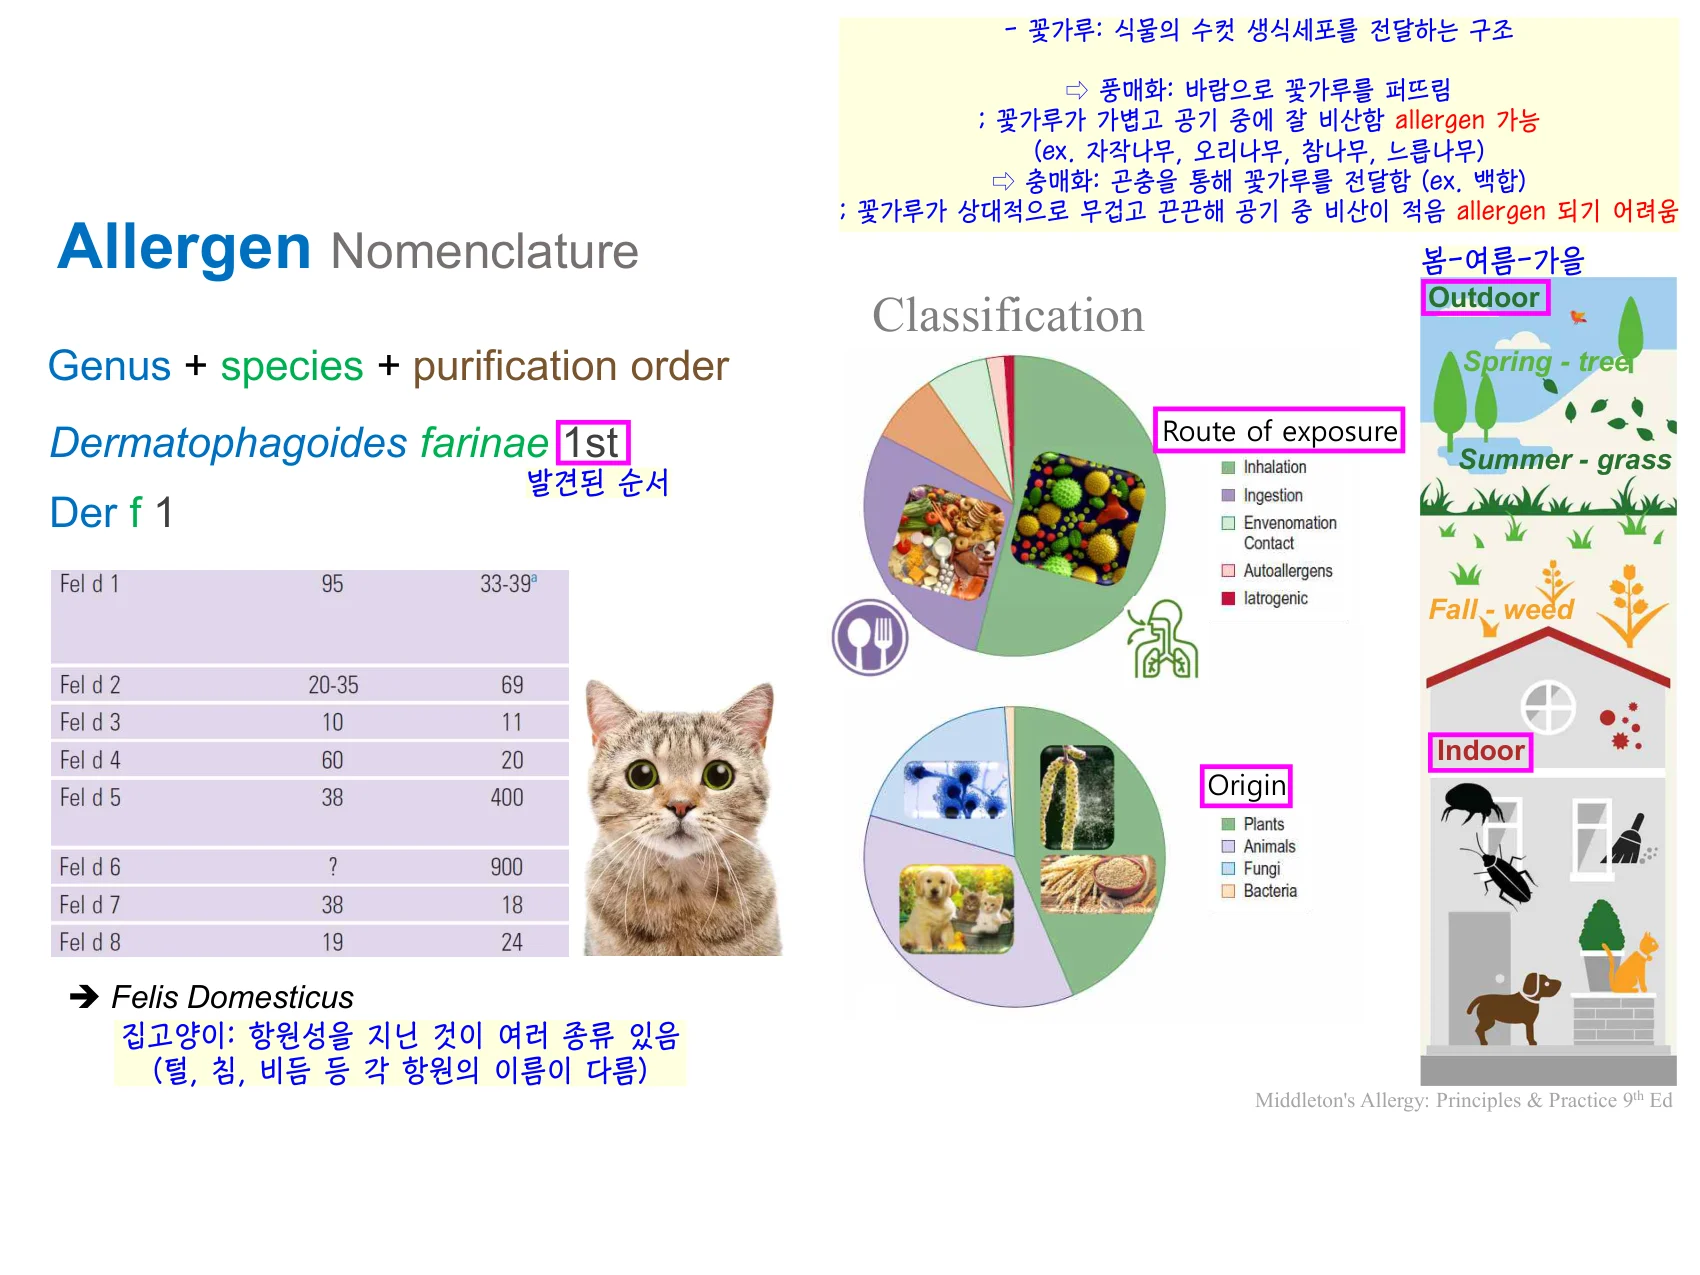 - 꽃가루: 식물의 수컷 생식세포를 전달하는 구조
⇨ 풍매화: 바람으로 꽃가루를 퍼뜨림
; 꽃가루가 가볍고 공기 중에 잘 비산함 allergen 가능
(ex. 자작나무, 오리나무, 참나무, 느릅나무)
⇨ 충매화: 곤충을 통해 꽃가루를 전달함 (ex. 백합)
; 꽃가루가 상대적으로 무겁고 끈끈해 공기 중 비산이 적음 allergen 되기 어려움
Allergen Nomenclature
Genus + species + purification order
Dermatophagoides farinae 1st
발견된 순서
Der f 1
Fel d 1 95 33-39ª
Fel d 2 20-35 69
Fel d 3 10 11
Fel d 4 60 20
Fel d 5 38 400
Fel d 6 ? 900
Fel d 7 38 18
Fel d 8 19 24
➔ Felis Domesticus
집고양이: 항원성을 지닌 것이 여러 종류 있음
(털, 침, 비듬 등 각 항원의 이름이 다름)
Classification
Route of exposure
Inhalation
Ingestion
Envenomation
Contact
Autoallergens
Iatrogenic
Origin
Plants
Animals
Fungi
Bacteria
봄-여름-가을
Outdoor
Spring - tree
Summer - grass
Fall - weed
Indoor
Middleton's Allergy: Principles & Practice 9th Ed